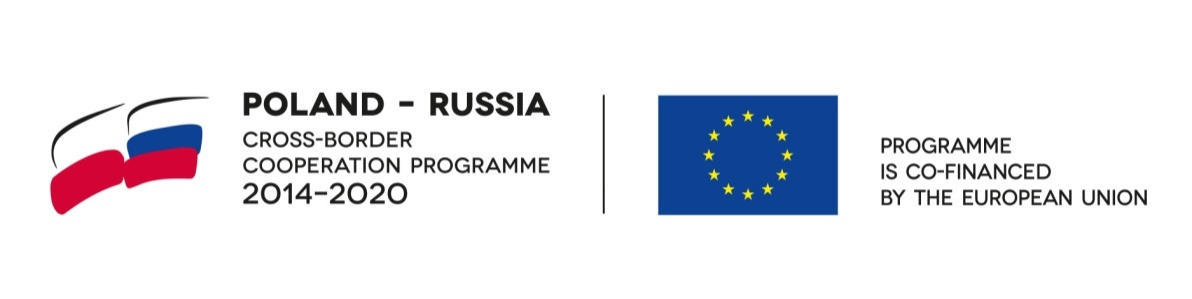 POLAND – RUSSIA
CROSS-BORDER
COOPERATION PROGRAMME
2014–2020
PROGRAMME
IS CO-FINANCED
BY THE EUROPEAN UNION